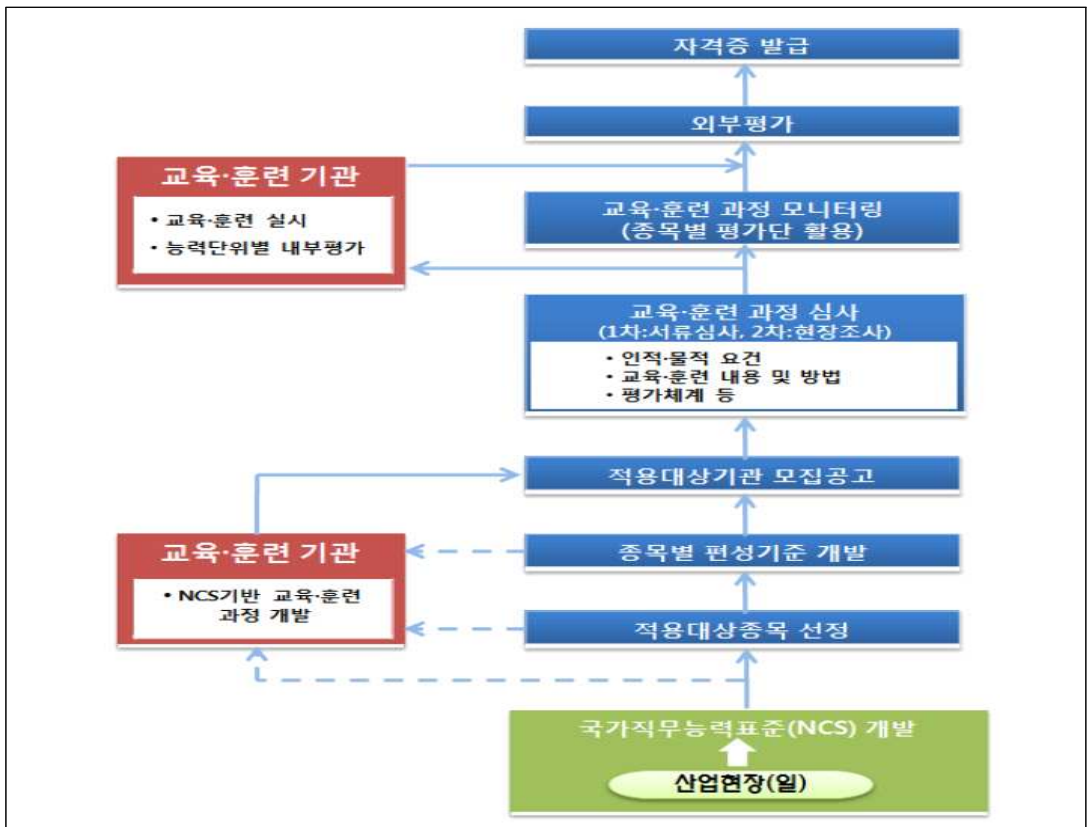 자격증 발급
외부평가
교육·훈련 기관
• 교육·훈련 실시
• 능력단위별 내부평가
교육·훈련 과정 모니터링
(종목별 평가단 활용)
교육·훈련 과정 심사
(1차:서류심사, 2차:현장조사)
• 인적·물적 요건
• 교육·훈련 내용 및 방법
• 평가체계 등
적용대상기관 모집공고
교육·훈련 기관
• NCS기반 교육·훈련
과정 개발
종목별 편성기준 개발
적용대상종목 선정
국가직무능력표준(NCS) 개발
산업현장(일)